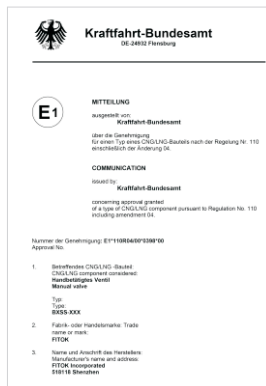 Kraftfahrt-Bundesamt
DE-24932 Flensburg
E1
MITTEILUNG
ausgestellt von:
Kraftfahrt-Bundesamt
über die Genehmigung
für einen Typ eines CNG/LNG-Bauteils nach der Regelung Nr. 110
einschließlich der Änderung 04.
COMMUNICATION
issued by:
Kraftfahrt-Bundesamt
concerning approval granted
of a type of CNG/LNG component pursuant to Regulation No. 110
including amendment 04.
Nummer der Genehmigung: E1*110R04/00*0398*00
Approval No.
1. Betreffendes CNG/LNG -Bauteil:
CNG/LNG component considered:
Handbetätigtes Ventil
Manual valve
Typ:
Type:
BXSS-XXX
2. Fabrik- oder Handelsmarke: Trade
name or mark:
FITOK
3. Name und Anschrift des Herstellers:
Manufacturer's name and address:
FITOK Incorporated
518118 Shenzhen